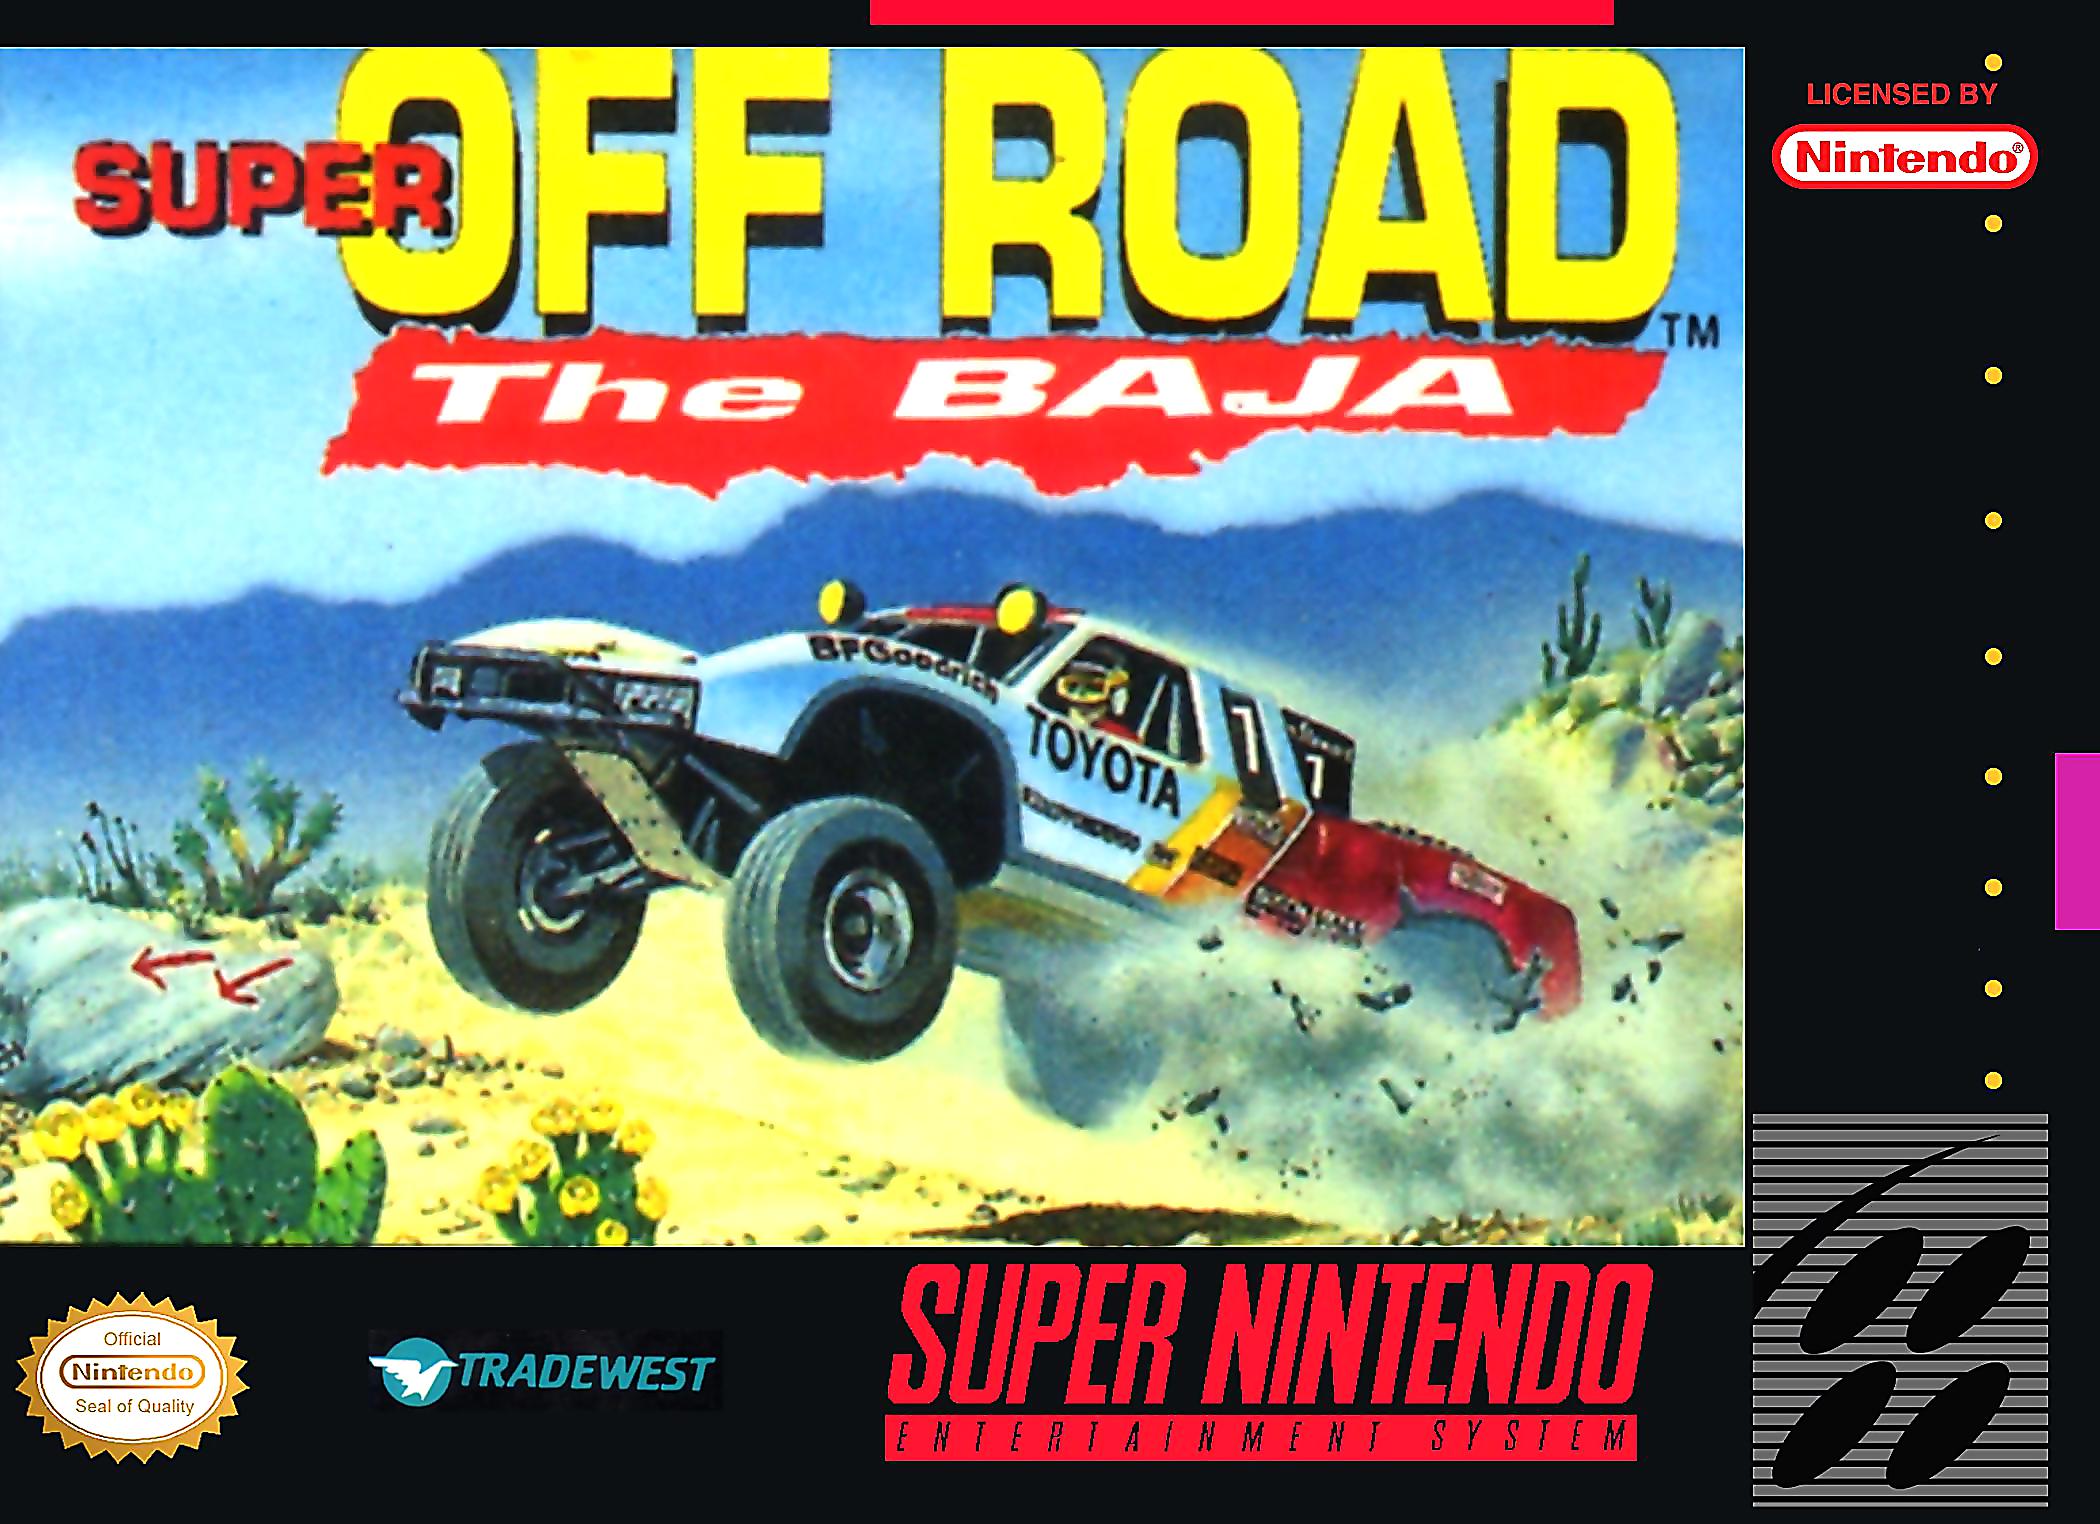 SUPER
OFF ROAD
TM
The BAJA
LICENSED BY
Nintendo®
BFGoodrich
TOYOTA
1
1
Official
Nintendo
Seal of Quality
TRADEWEST
SUPER NINTENDO
ENTERTAINMENT SYSTEM